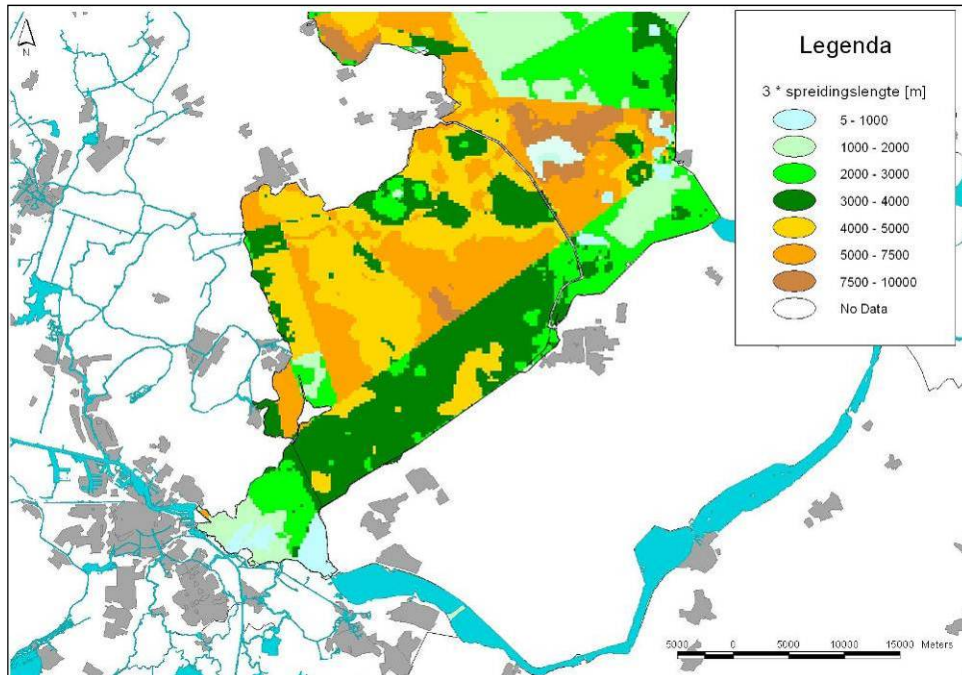 N
Legenda
3 * spreidingslengte [m]
5 - 1000
1000 - 2000
2000 - 3000
3000 - 4000
4000 - 5000
5000 - 7500
7500 - 10000
No Data
5000 0 5000 10000 15000 Meters